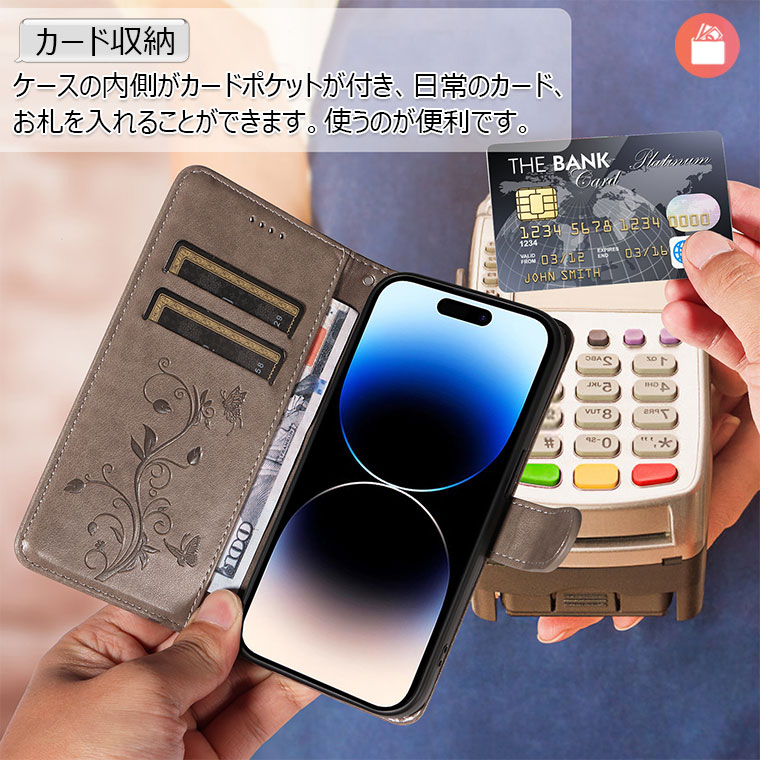 カード収納
ケースの内側がカードポケットが付き、日常のカード、
お札を入れることができます。使うのが便利です。
THE BANK Platinum
Card
1234 5678 1234 0000
1234
VALID FROM 03/12 EXPIRES END 03/16
JOHN SMITH
29
58
100